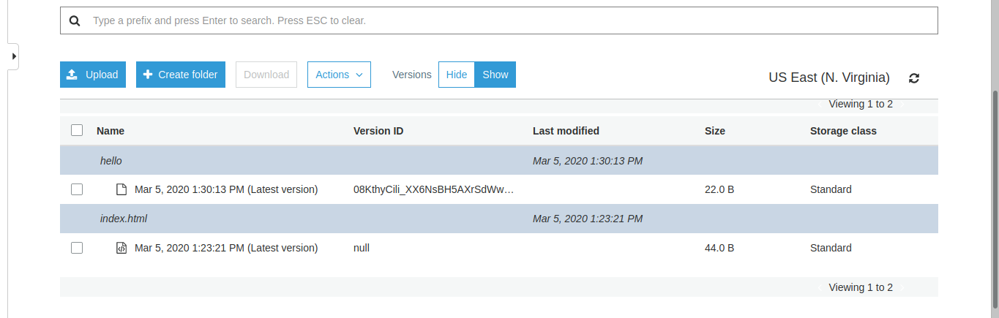 Type a prefix and press Enter to search. Press ESC to clear.
Upload Create folder Download Actions Versions Hide Show US East (N. Virginia)
Viewing 1 to 2
Name Version ID Last modified Size Storage class
hello Mar 5, 2020 1:30:13 PM
Mar 5, 2020 1:30:13 PM (Latest version) 08KthyCili_XX6NsBH5AXrSdWw... 22.0 B Standard
index.html Mar 5, 2020 1:23:21 PM
Mar 5, 2020 1:23:21 PM (Latest version) null 44.0 B Standard
Viewing 1 to 2